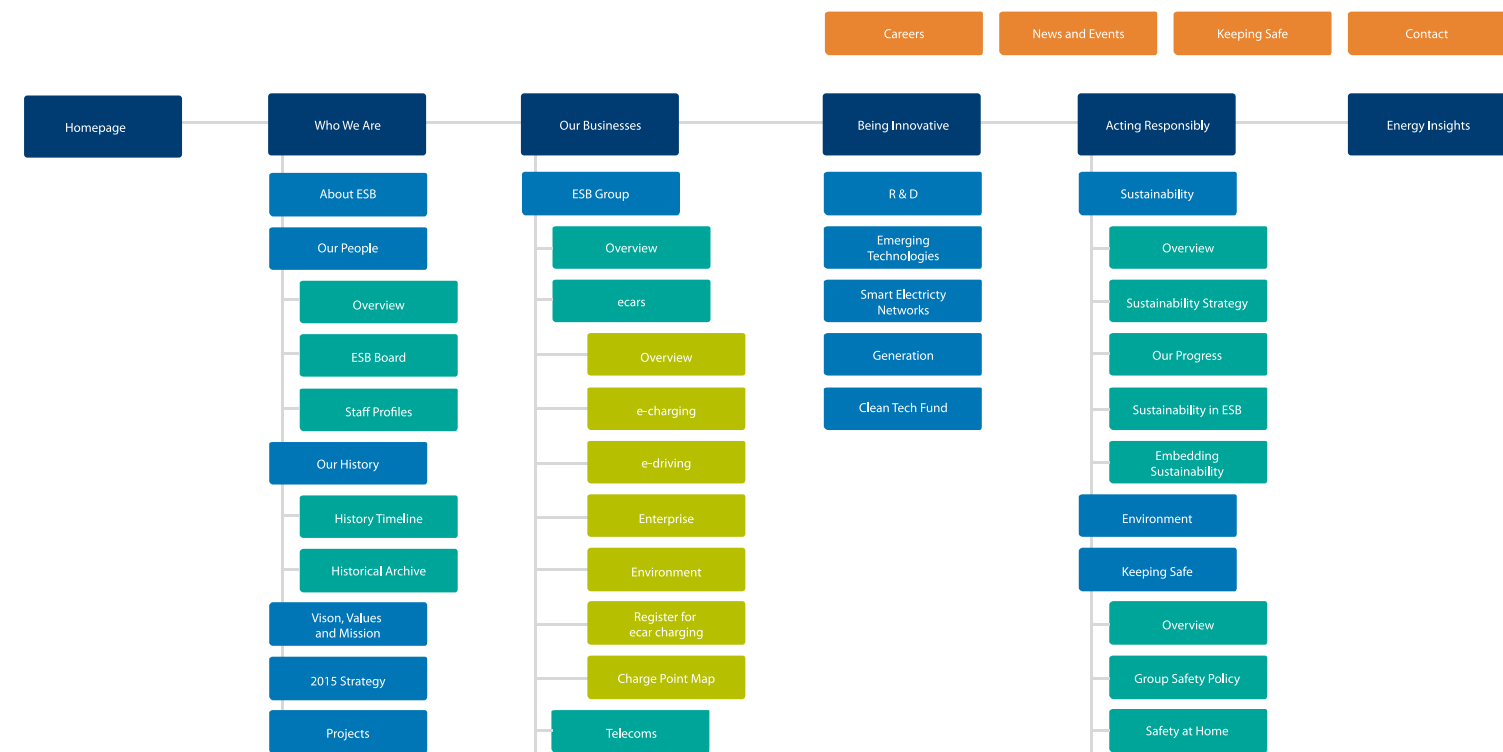 Careers
News and Events
Keeping Safe
Contact
Homepage
Who We Are
Our Businesses
Being Innovative
Acting Responsibly
Energy Insights
About ESB
Our People
Overview
ESB Board
Staff Profiles
Our History
History Timeline
Historical Archive
Vison, Values
and Mission
2015 Strategy
Projects
ESB Group
Overview
ecars
Overview
e-charging
e-driving
Enterprise
Environment
Register for
ecar charging
Charge Point Map
Telecoms
R & D
Emerging
Technologies
Smart Electricty
Networks
Generation
Clean Tech Fund
Sustainability
Overview
Sustainability Strategy
Our Progress
Sustainability in ESB
Embedding
Sustainability
Environment
Keeping Safe
Overview
Group Safety Policy
Safety at Home